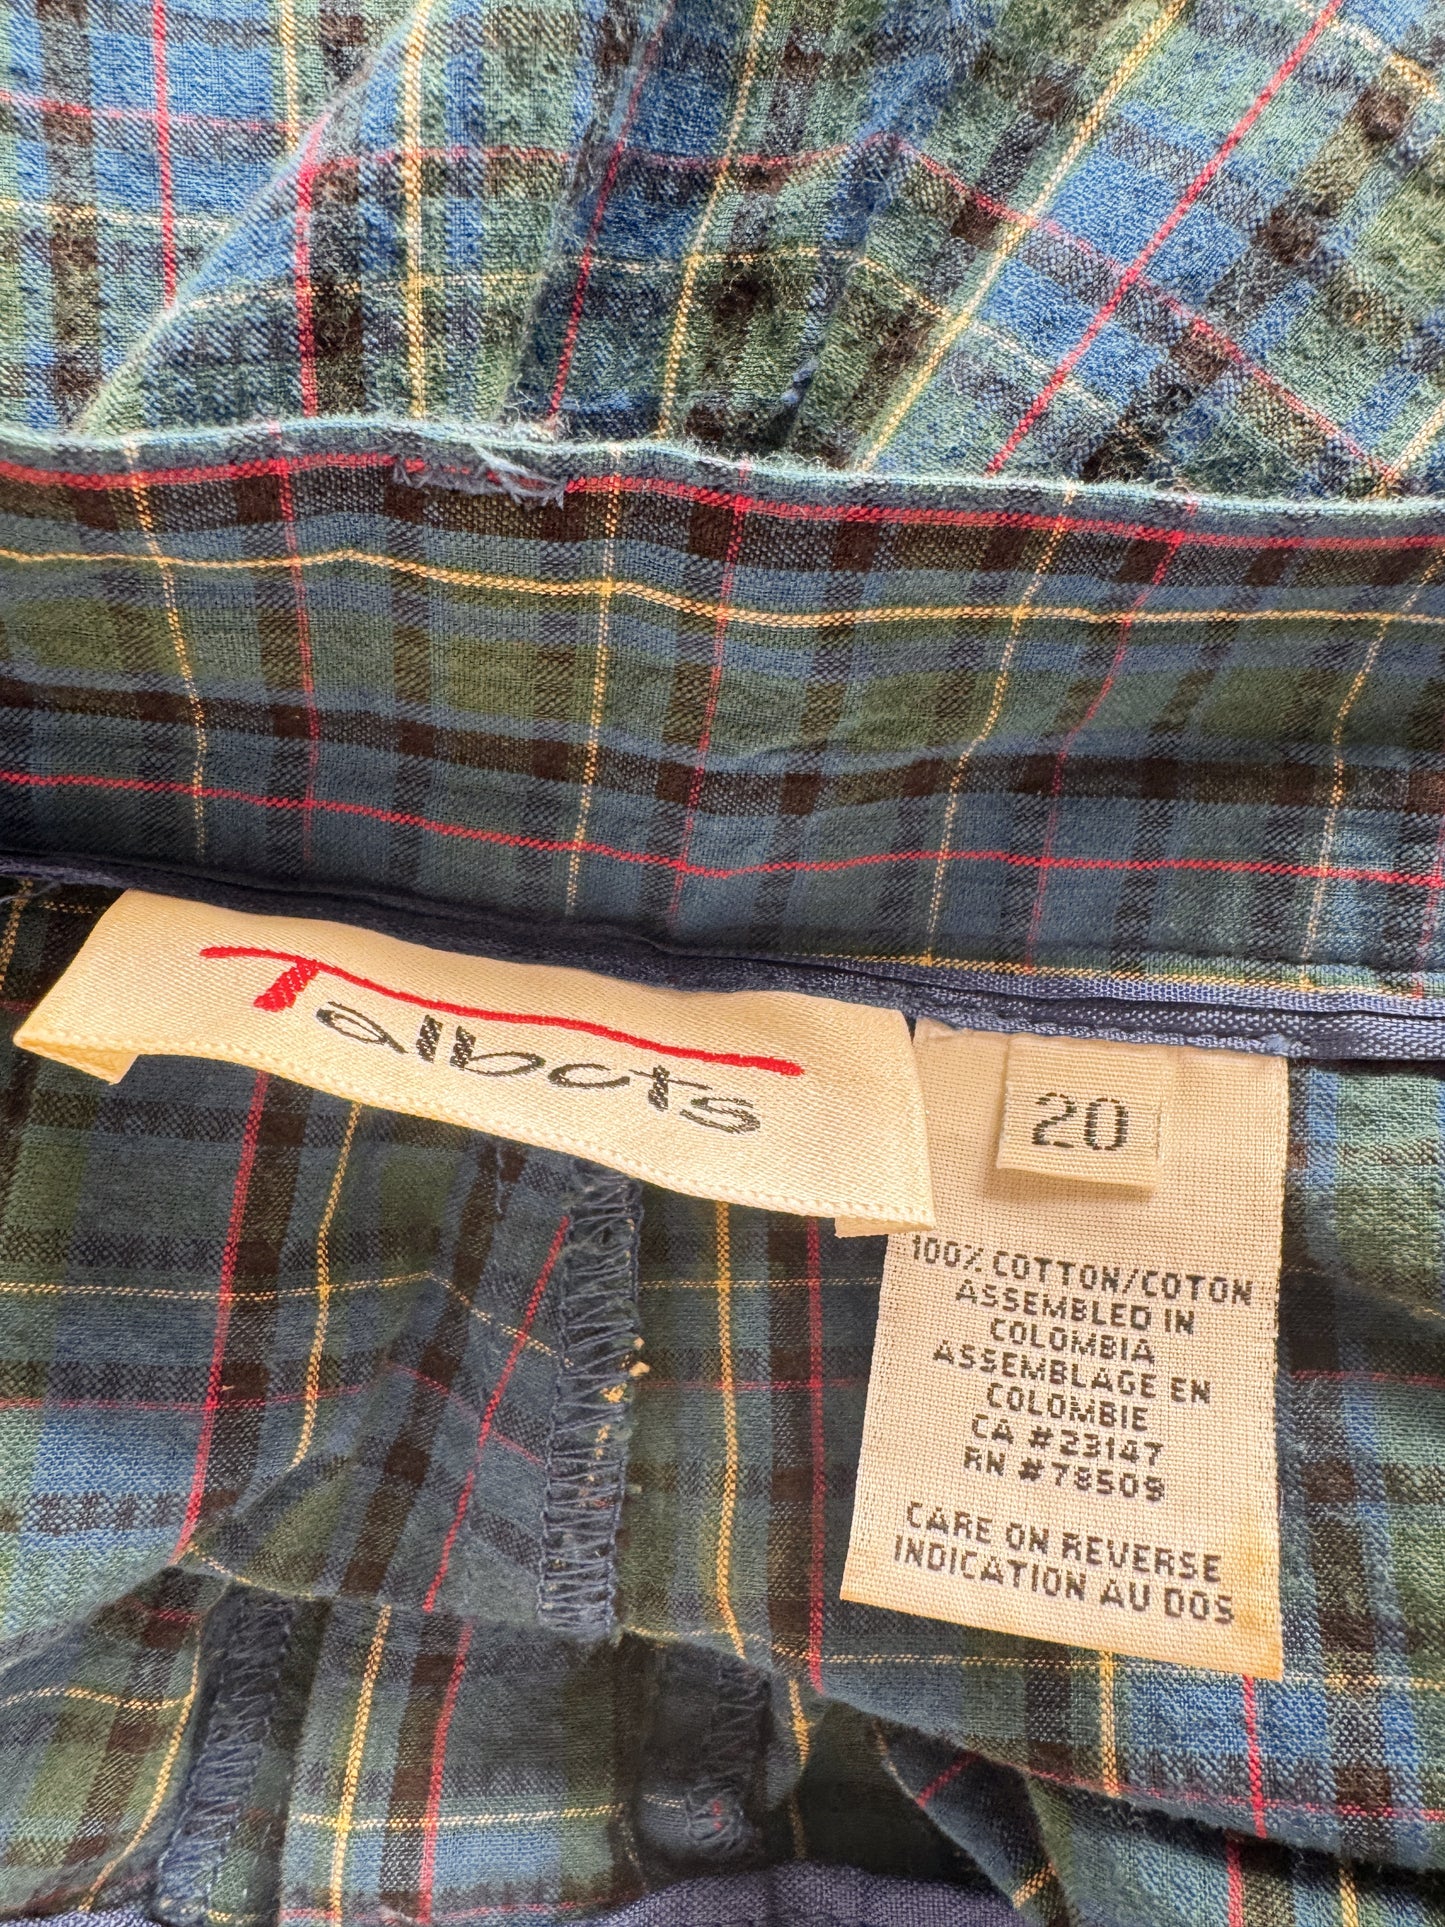 Talbots
20
100% COTTON/COTON
ASSEMBLED IN
COLOMBIA
ASSEMBLAGE EN
COLOMBIE
CA #23147
RN #78509
CARE ON REVERSE
INDICATION AU DOS